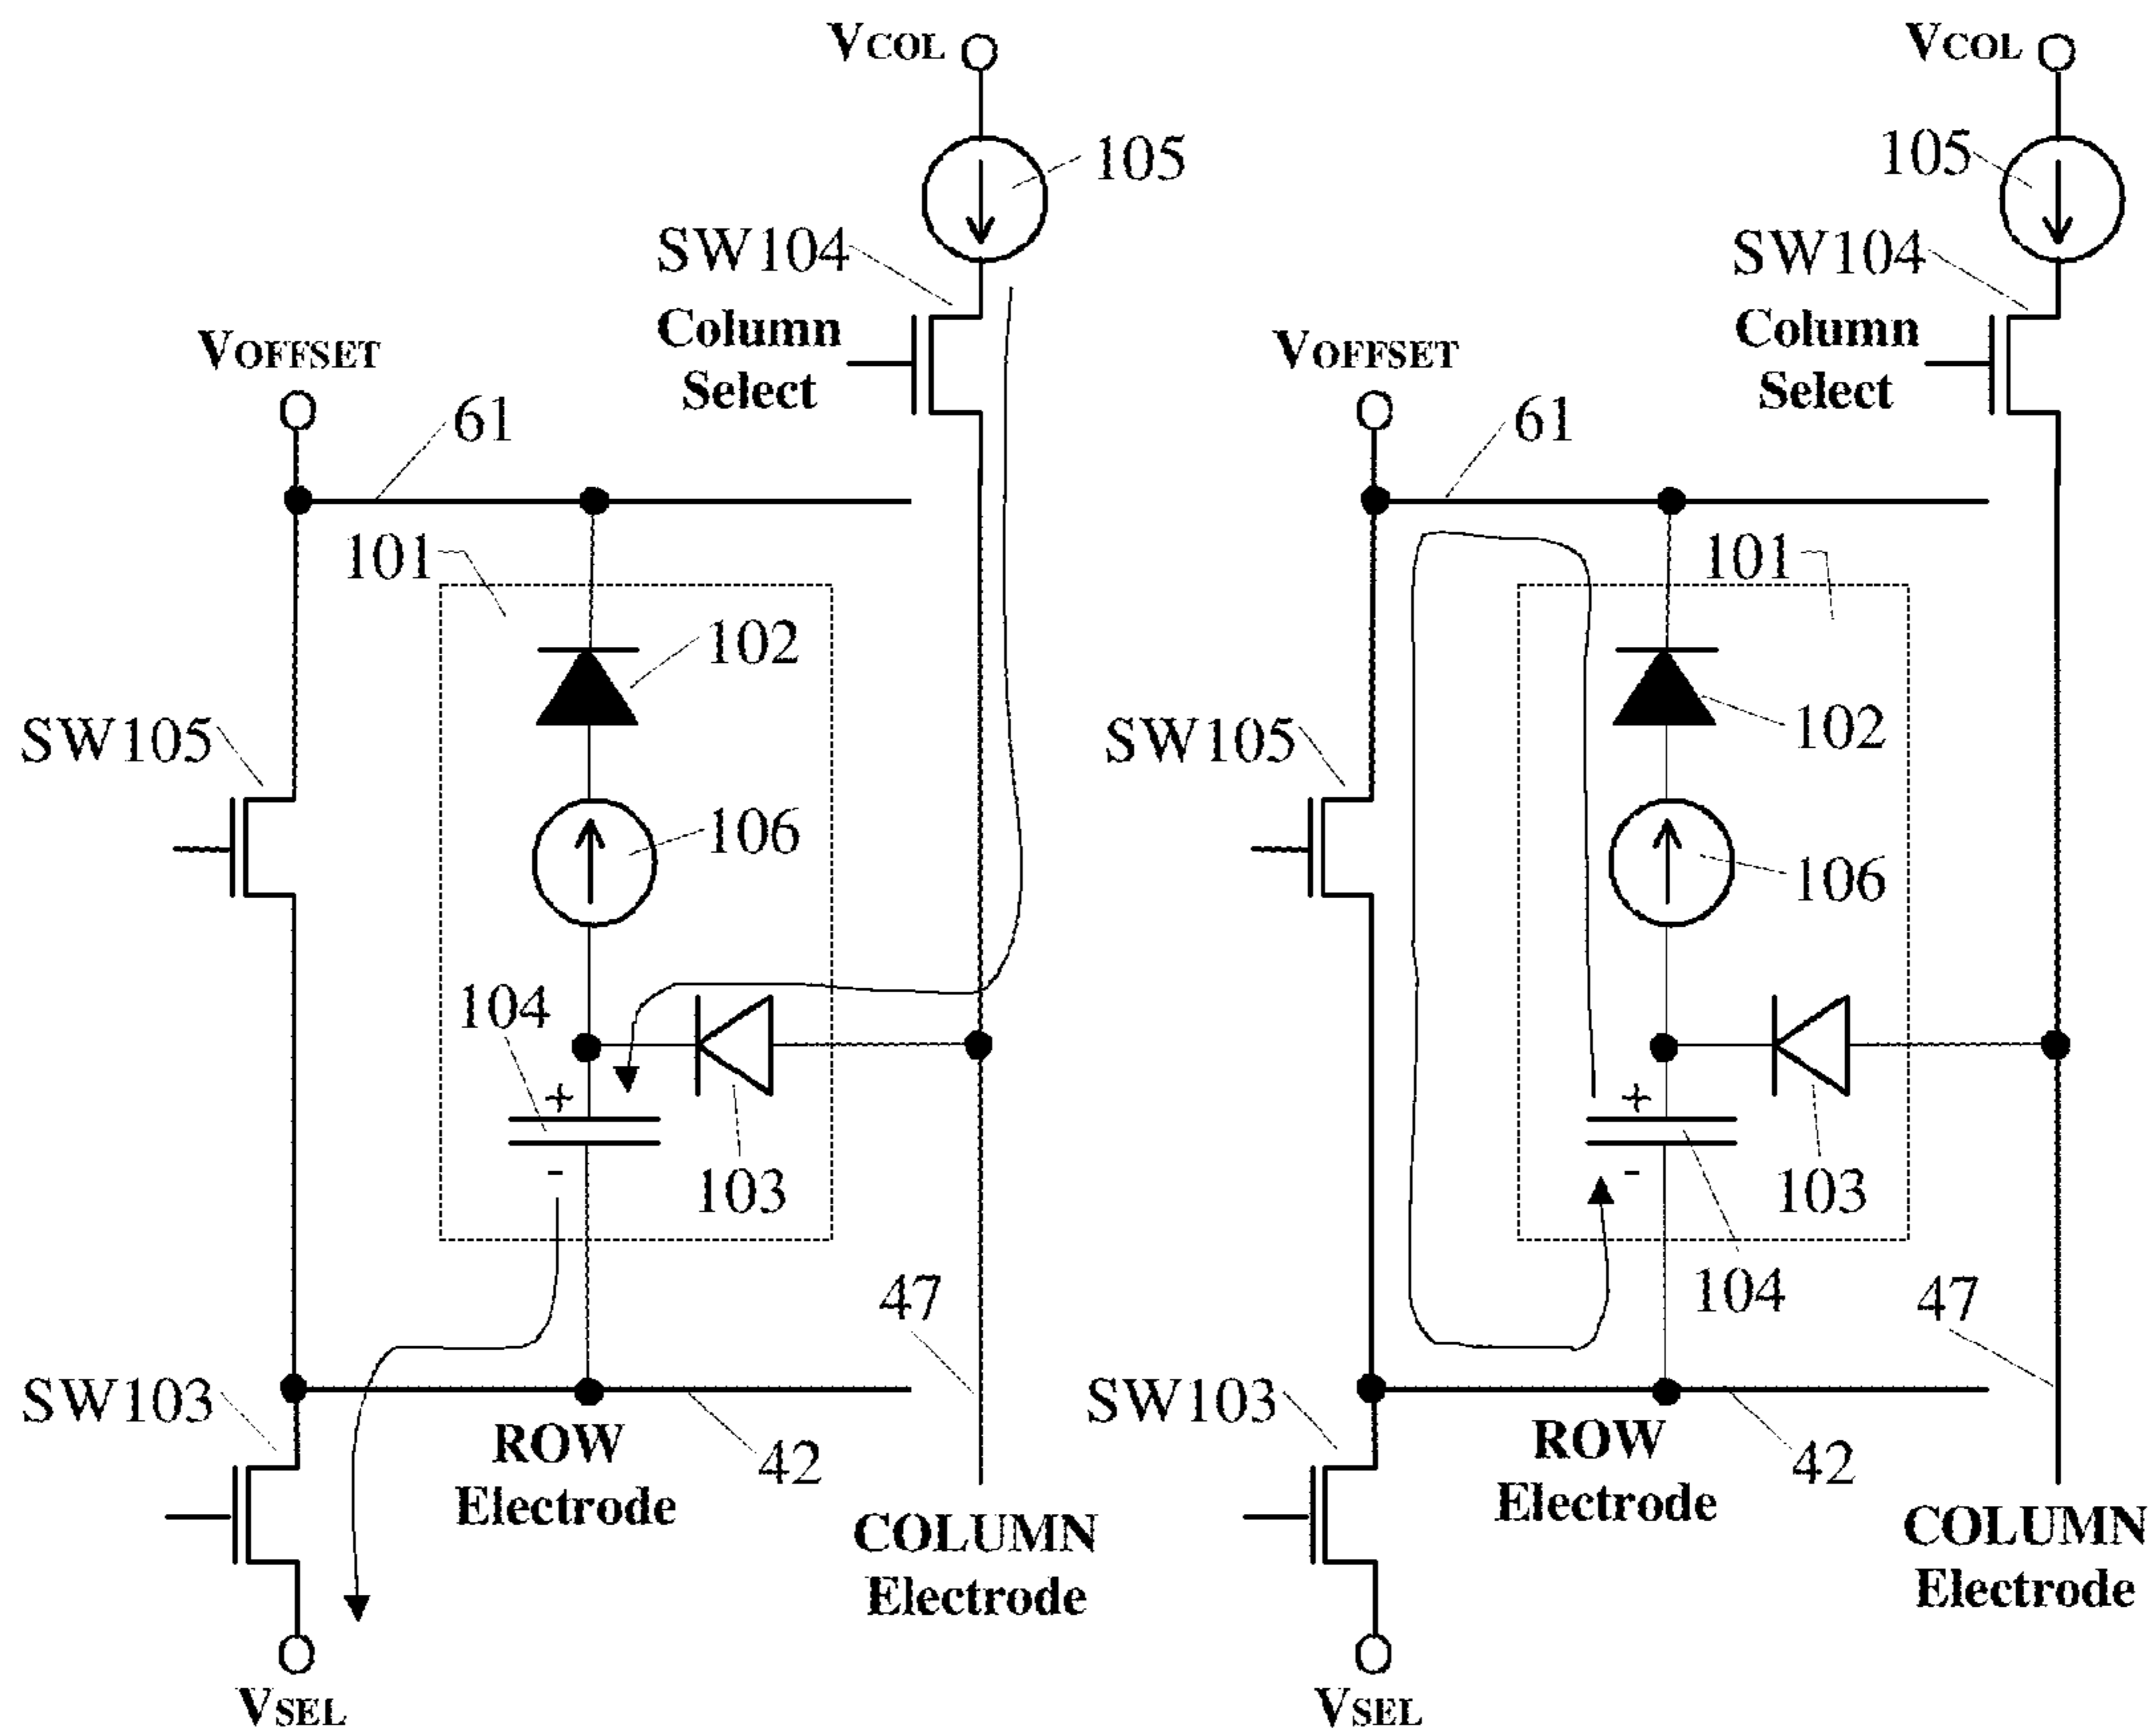 VCOL
105
SW104
Column
Select
VOFFSET
61
101
102
SW105
106
104
+
-
103
47
SW103
ROW
Electrode
42
COLUMN
Electrode
VSEL
VCOL
105
SW104
Column
Select
VOFFSET
61
101
SW105
102
106
+
-
103
104
47
SW103
ROW
Electrode
42
COLUMN
Electrode
VSEL